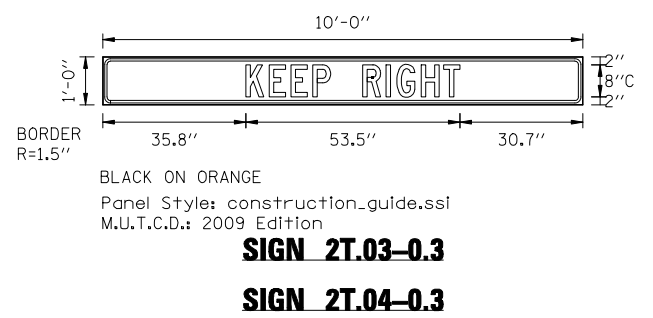 10'-0"
1'-0"
KEEP RIGHT
2"
8"C
2"
BORDER
R=1.5"
35.8"
53.5"
30.7"
BLACK ON ORANGE
Panel Style: construction_guide.ssi
M.U.T.C.D.: 2009 Edition
SIGN 2T.03–0.3
SIGN 2T.04–0.3